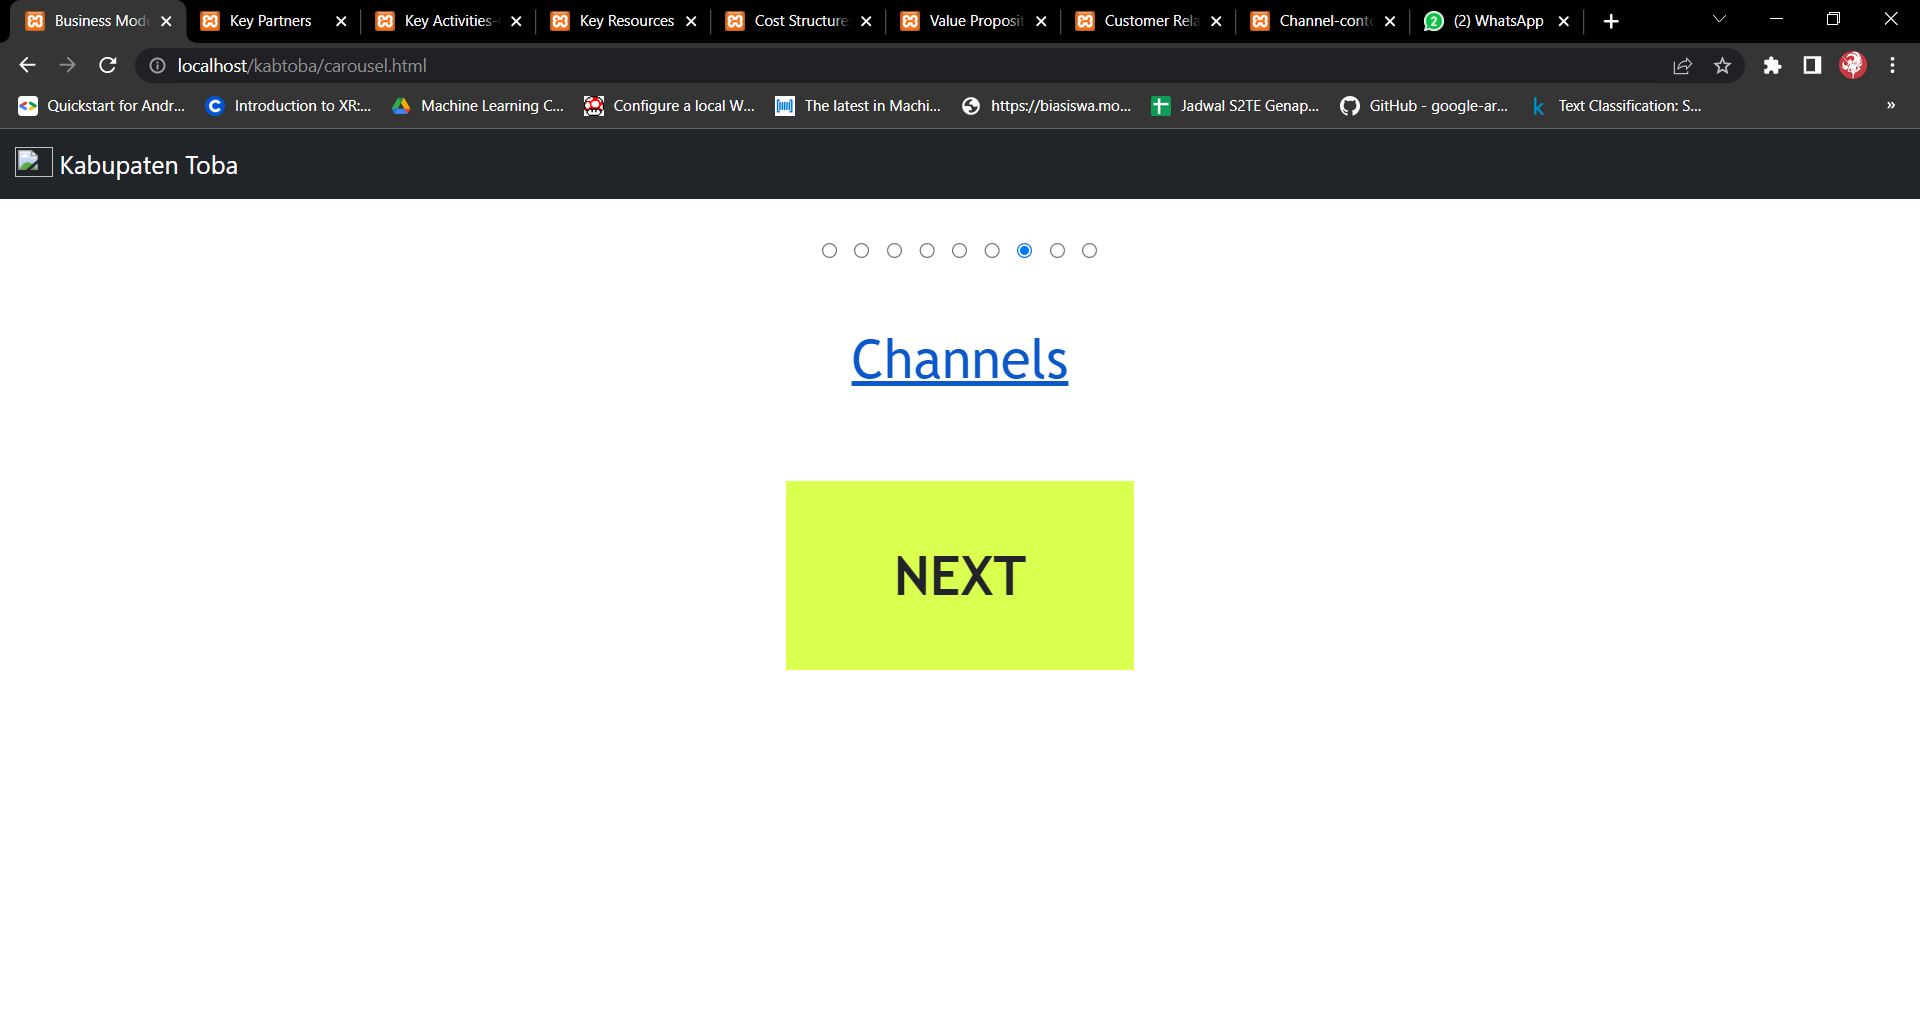 Business Mod
Key Partners
Key Activities-
Key Resources
Cost Structure
Value Proposit
Customer Rela
Channel-conte
(2) WhatsApp
localhost/kabtoba/carousel.html
Quickstart for Andr...
Introduction to XR:...
Machine Learning C...
Configure a local W...
The latest in Machi...
https://biasiswa.mo...
Jadwal S2TE Genap...
GitHub - google-ar...
Text Classification: S...
»
Kabupaten Toba
Channels
NEXT